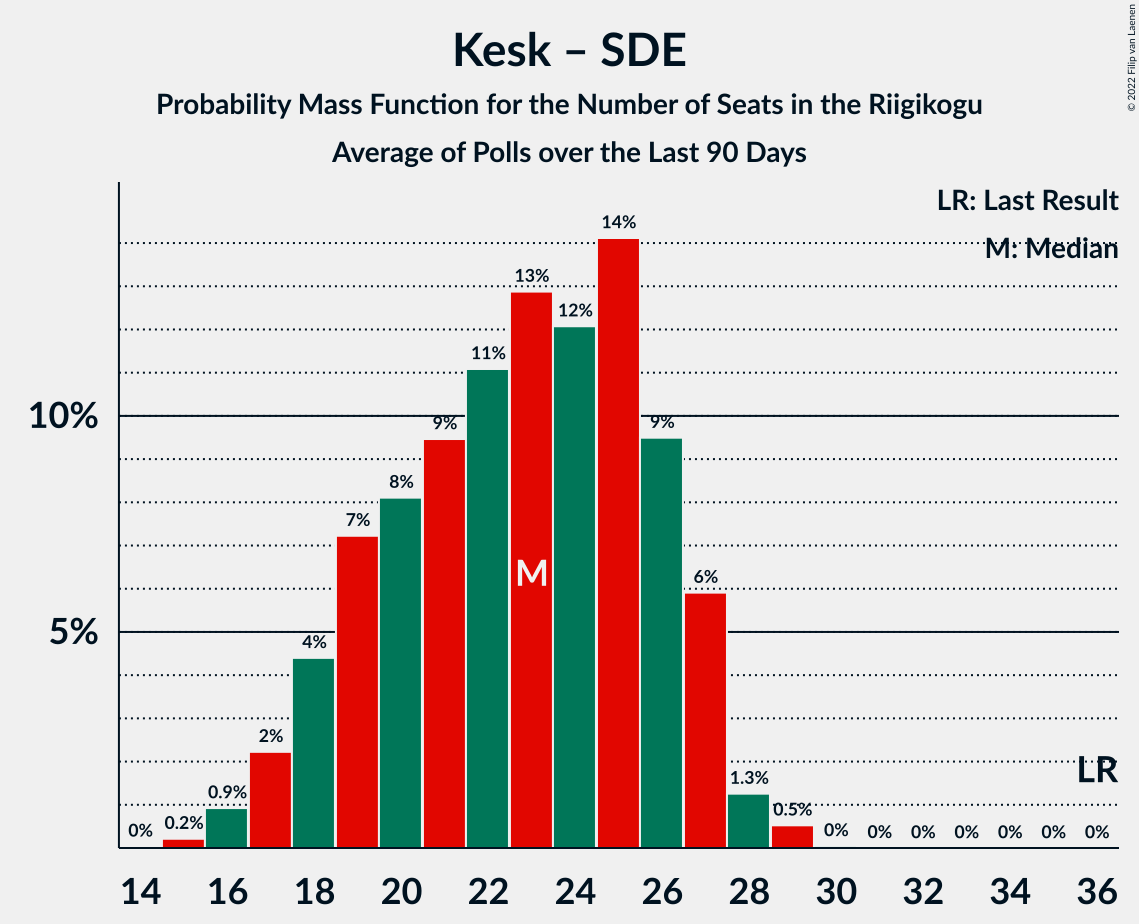 Kesk – SDE
Probability Mass Function for the Number of Seats in the Riigikogu
Average of Polls over the Last 90 Days
© 2022 Filip van Laenen
LR: Last Result
M: Median
10%
5%
0%
0.2%
0.9%
2%
4%
7%
8%
9%
11%
13%
12%
14%
9%
6%
1.3%
0.5%
0%
0%
0%
0%
0%
0%
0%
M
LR
14 16 18 20 22 24 26 28 30 32 34 36